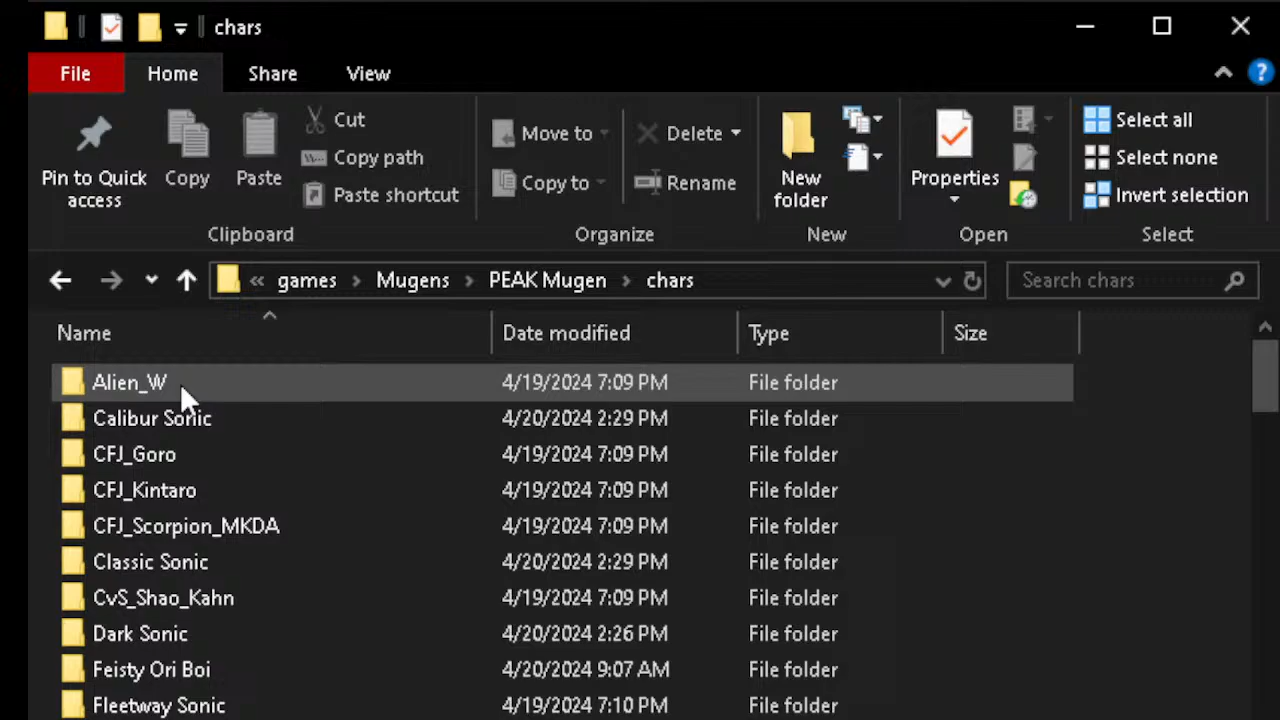 chars
File Home Share View
Pin to Quick access
Copy
Paste
Cut
Copy path
Paste shortcut
Clipboard
Move to
Copy to
Delete
Rename
Organize
New folder
New
Properties
Open
Select all
Select none
Invert selection
Select
« games > Mugens > PEAK Mugen > chars
Search chars
Name Date modified Type Size
Alien_W 4/19/2024 7:09 PM File folder
Calibur Sonic 4/20/2024 2:29 PM File folder
CFJ_Goro 4/19/2024 7:09 PM File folder
CFJ_Kintaro 4/19/2024 7:09 PM File folder
CFJ_Scorpion_MKDA 4/19/2024 7:09 PM File folder
Classic Sonic 4/20/2024 2:29 PM File folder
CvS_Shao_Kahn 4/19/2024 7:09 PM File folder
Dark Sonic 4/20/2024 2:26 PM File folder
Feisty Ori Boi 4/20/2024 9:07 AM File folder
Fleetway Sonic 4/19/2024 7:10 PM File folder